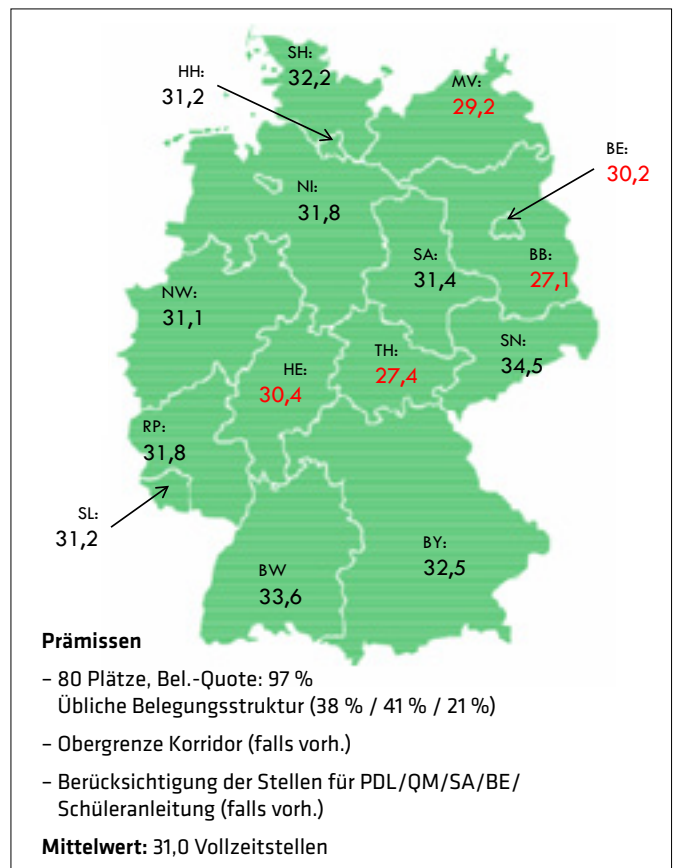 SH:
32,2
HH:
31,2
MV:
29,2
BE:
30,2
NI:
31,8
SA:
31,4
BB:
27,1
NW:
31,1
SN:
34,5
TH:
27,4
HE:
30,4
RP:
31,8
SL:
31,2
BY:
32,5
BW
33,6
Prämissen
– 80 Plätze, Bel.-Quote: 97 %
Übliche Belegungsstruktur (38 % / 41 % / 21 %)
– Obergrenze Korridor (falls vorh.)
– Berücksichtigung der Stellen für PDL/QM/SA/BE/
Schüleranleitung (falls vorh.)
Mittelwert: 31,0 Vollzeitstellen